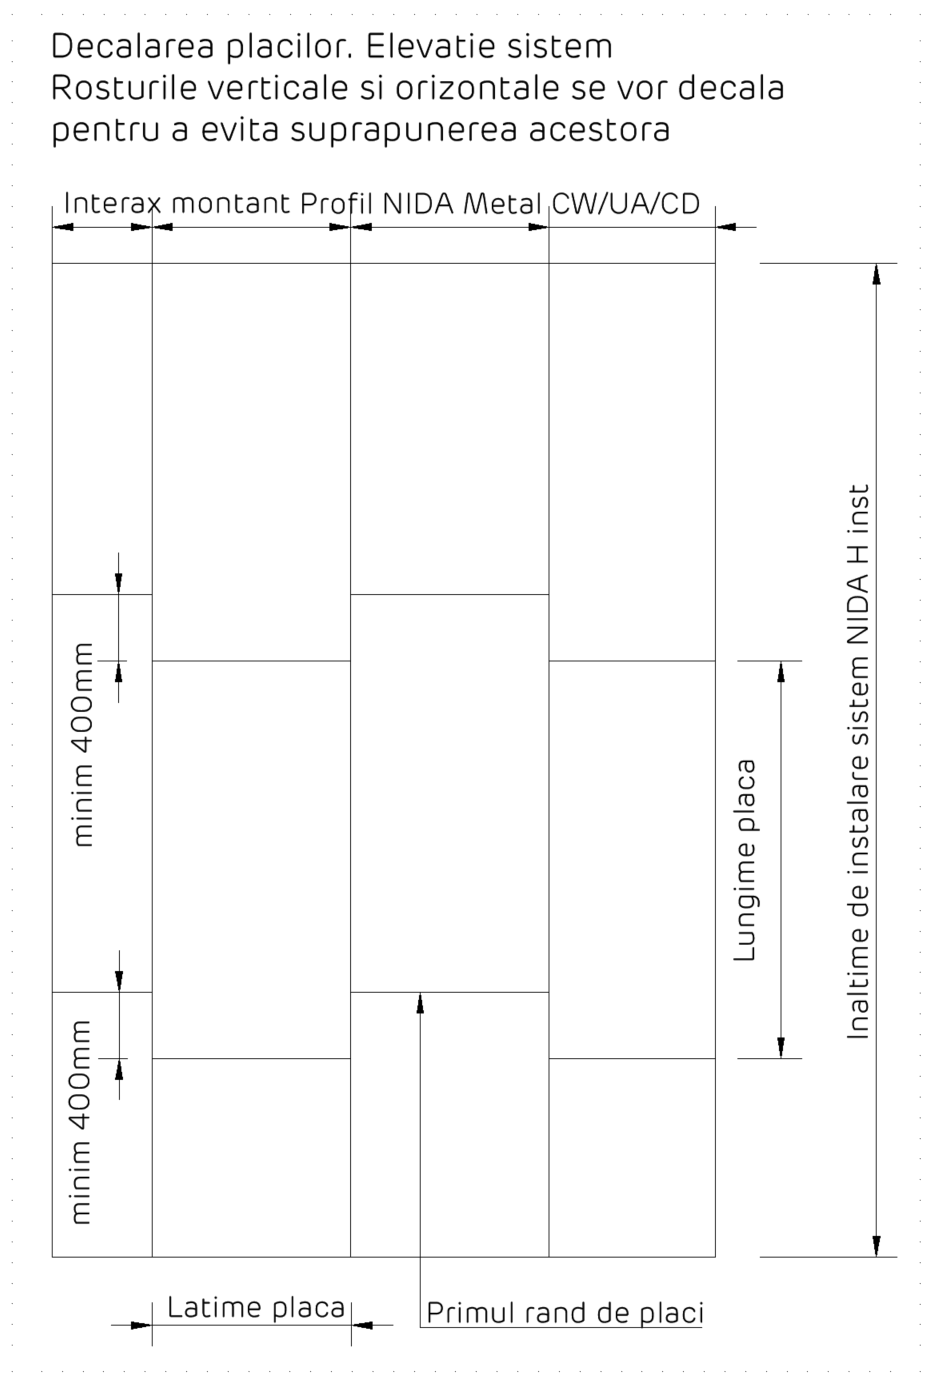 Decalarea placilor. Elevatie sistem
Rosturile verticale si orizontale se vor decala
pentru a evita suprapunerea acestora
Interax montant Profil NIDA Metal CW/UA/CD
minim 400mm
minim 400mm
Lungime placa
Inaltime de instalare sistem NIDA H inst
Latime placa
Primul rand de placi